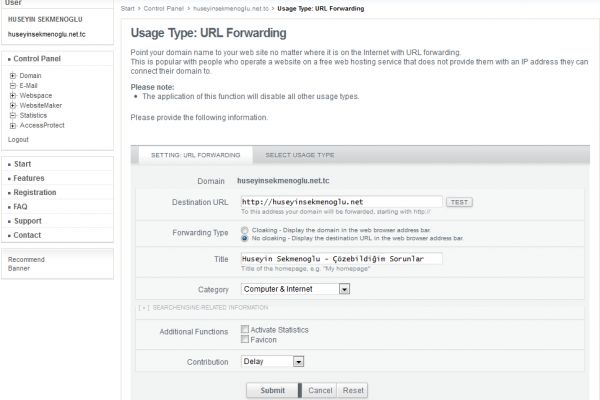 User
HUSEYIN SEKMENOGLU
huseyinsekmenoglu.net.tc
Control Panel
Domain
E-Mail
Webspace
WebsiteMaker
Statistics
AccessProtect
Logout
Start
Features
Registration
FAQ
Support
Contact
Recommend
Banner
Start > Control Panel > huseyinsekmenoglu.net.tc > Usage Type: URL Forwarding
Usage Type: URL Forwarding
Point your domain name to your web site no matter where it is on the Internet with URL forwarding.
This is popular with people who operate a website on a free web hosting service that does not provide them with an IP address they can
connect their domain to.
Please note:
• The application of this function will disable all other usage types.
Please provide the following information.
SETTING: URL FORWARDING SELECT USAGE TYPE
Domain huseyinsekmenoglu.net.tc
Destination URL http://huseyinsekmenoglu.net TEST
To this address your domain will be forwarded, starting with http://
Forwarding Type Cloaking - Display the domain in the web browser address bar.
No cloaking - Display the destination URL in the web browser address bar.
Title Huseyin Sekmenoglu - Çözebildiğim Sorunlar
Title of the homepage, e.g. "My homepage"
Category Computer & Internet
[ + ] SEARCHENGINE-RELATED INFORMATION
Additional Functions Activate Statistics
Favicon
Contribution Delay
Submit Cancel Reset